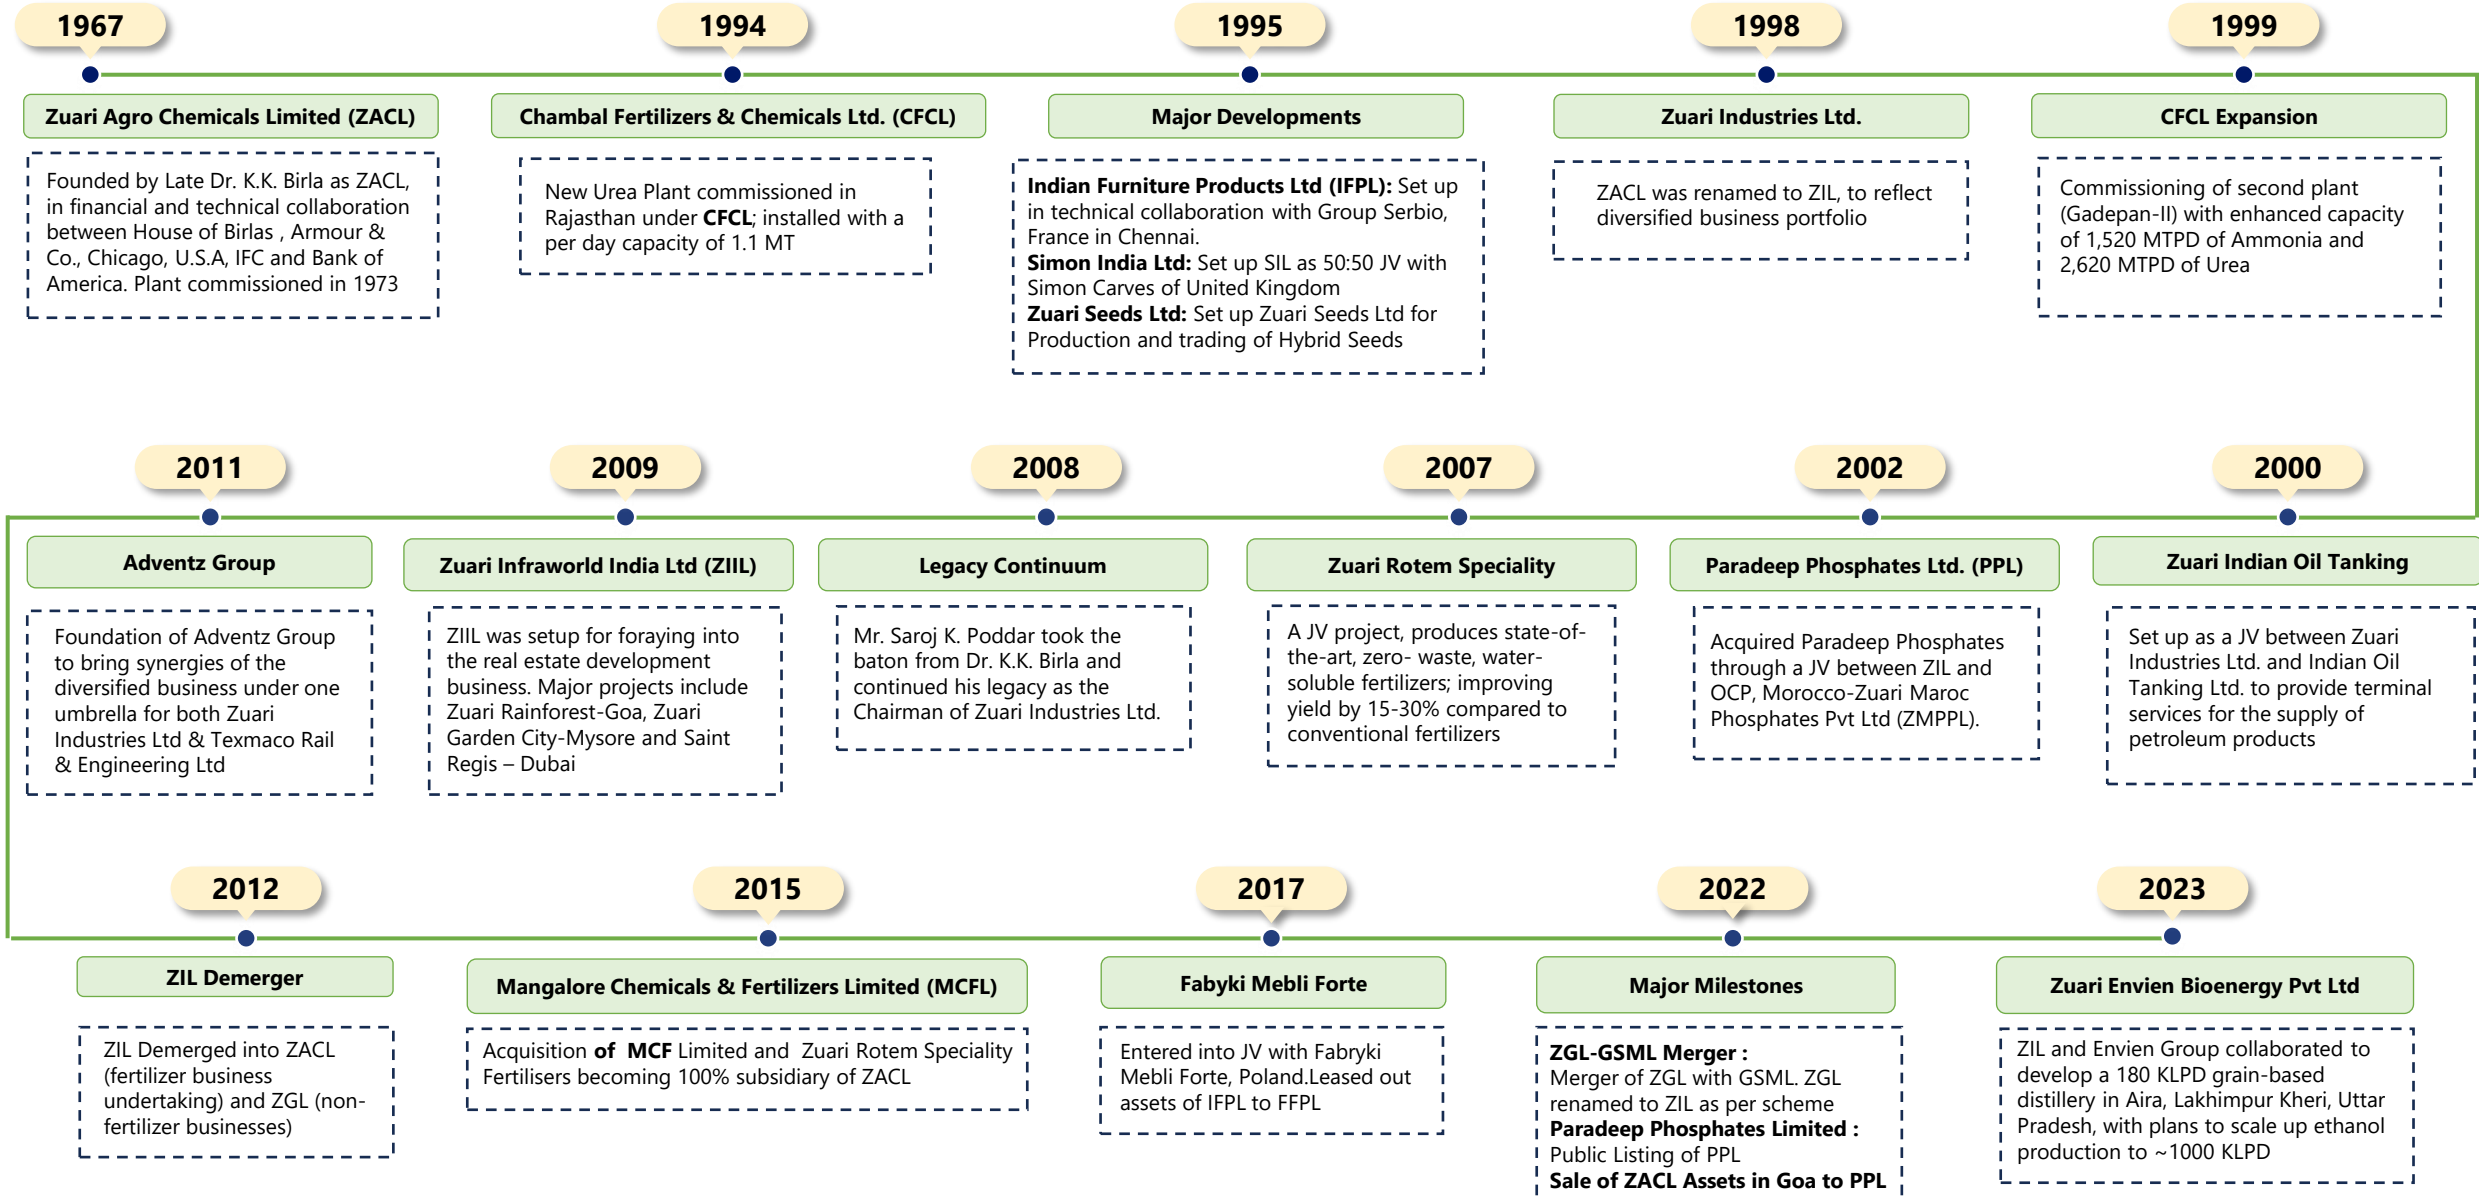 1967
1994
1995
1998
1999
Zuari Agro Chemicals Limited (ZACL)
Founded by Late Dr. K.K. Birla as ZACL,
in financial and technical collaboration
between House of Birlas , Armour &
Co., Chicago, U.S.A, IFC and Bank of
America. Plant commissioned in 1973
Chambal Fertilizers & Chemicals Ltd. (CFCL)
New Urea Plant commissioned in
Rajasthan under CFCL; installed with a
per day capacity of 1.1 MT
Major Developments
Indian Furniture Products Ltd (IFPL): Set up
in technical collaboration with Group Serbio,
France in Chennai.
Simon India Ltd: Set up SIL as 50:50 JV with
Simon Carves of United Kingdom
Zuari Seeds Ltd: Set up Zuari Seeds Ltd for
Production and trading of Hybrid Seeds
Zuari Industries Ltd.
ZACL was renamed to ZIL, to reflect
diversified business portfolio
CFCL Expansion
Commissioning of second plant
(Gadepan-II) with enhanced capacity
of 1,520 MTPD of Ammonia and
2,620 MTPD of Urea
2011
2009
2008
2007
2002
2000
Adventz Group
Foundation of Adventz Group
to bring synergies of the
diversified business under one
umbrella for both Zuari
Industries Ltd & Texmaco Rail
& Engineering Ltd
Zuari Infraworld India Ltd (ZIIL)
ZIIL was setup for foraying into
the real estate development
business. Major projects include
Zuari Rainforest-Goa, Zuari
Garden City-Mysore and Saint
Regis – Dubai
Legacy Continuum
Mr. Saroj K. Poddar took the
baton from Dr. K.K. Birla and
continued his legacy as the
Chairman of Zuari Industries Ltd.
Zuari Rotem Speciality
A JV project, produces state-of-
the-art, zero- waste, water-
soluble fertilizers; improving
yield by 15-30% compared to
conventional fertilizers
Paradeep Phosphates Ltd. (PPL)
Acquired Paradeep Phosphates
through a JV between ZIL and
OCP, Morocco-Zuari Maroc
Phosphates Pvt Ltd (ZMPPL).
Zuari Indian Oil Tanking
Set up as a JV between Zuari
Industries Ltd. and Indian Oil
Tanking Ltd. to provide terminal
services for the supply of
petroleum products
2012
2015
2017
2022
2023
ZIL Demerger
ZIL Demerged into ZACL
(fertilizer business
undertaking) and ZGL (non-
fertilizer businesses)
Mangalore Chemicals & Fertilizers Limited (MCFL)
Acquisition of MCF Limited and Zuari Rotem Speciality
Fertilisers becoming 100% subsidiary of ZACL
Fabyki Mebli Forte
Entered into JV with Fabryki
Mebli Forte, Poland.Leased out
assets of IFPL to FFPL
Major Milestones
ZGL-GSML Merger :
Merger of ZGL with GSML. ZGL
renamed to ZIL as per scheme
Paradeep Phosphates Limited :
Public Listing of PPL
Sale of ZACL Assets in Goa to PPL
Zuari Envien Bioenergy Pvt Ltd
ZIL and Envien Group collaborated to
develop a 180 KLPD grain-based
distillery in Aira, Lakhimpur Kheri, Uttar
Pradesh, with plans to scale up ethanol
production to ~1000 KLPD